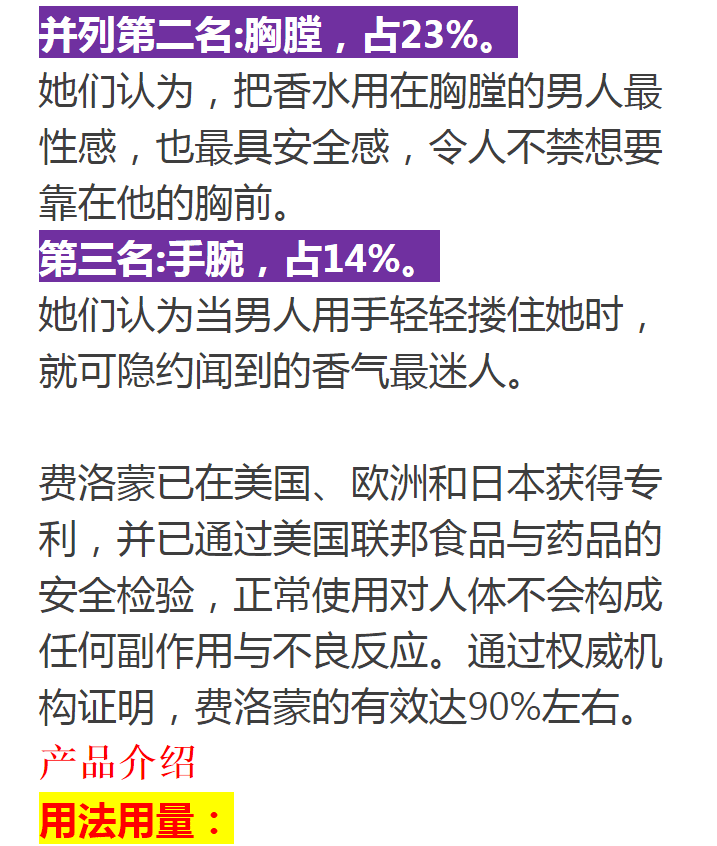 并列第二名:胸膛，占23%。
她们认为，把香水用在胸膛的男人最
性感，也最具安全感，令人不禁想要
靠在他的胸前。
第三名:手腕，占14%。
她们认为当男人用手轻轻搂住她时，
就可隐约闻到的香气最迷人。
费洛蒙已在美国、欧洲和日本获得专
利，并已通过美国联邦食品与药品的
安全检验，正常使用对人体不会构成
任何副作用与不良反应。通过权威机
构证明，费洛蒙的有效达90%左右。
产品介绍
用法用量：